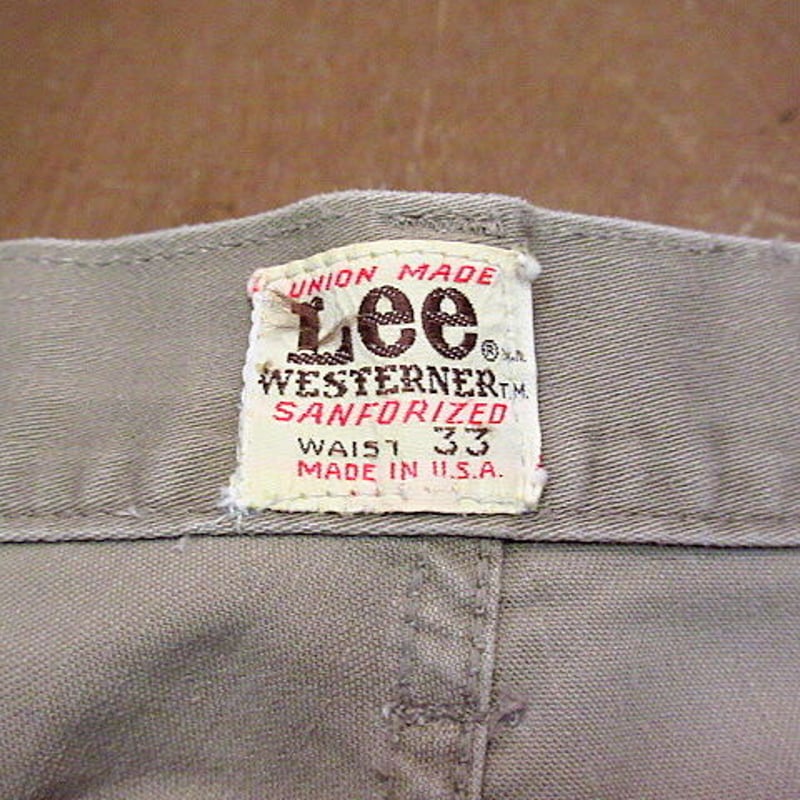 UNION MADE
Lee®
WESTERNER T.M.
SANFORIZED
WAIST 33
MADE IN U.S.A.